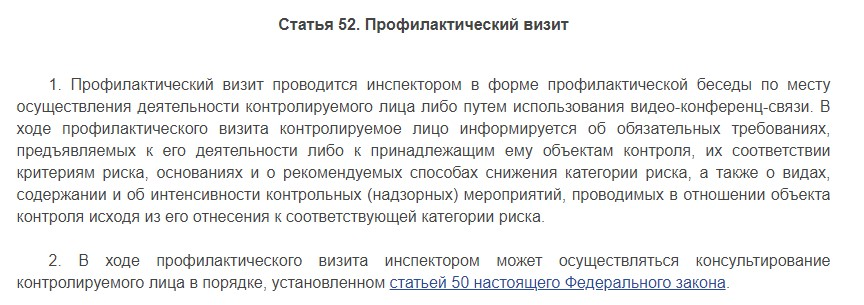 Статья 52. Профилактический визит
1. Профилактический визит проводится инспектором в форме профилактической беседы по месту
осуществления деятельности контролируемого лица либо путем использования видео-конференц-связи. В
ходе профилактического визита контролируемое лицо информируется об обязательных требованиях,
предъявляемых к его деятельности либо к принадлежащим ему объектам контроля, их соответствии
критериям риска, основаниях и о рекомендуемых способах снижения категории риска, а также о видах,
содержании и об интенсивности контрольных (надзорных) мероприятий, проводимых в отношении объекта
контроля исходя из его отнесения к соответствующей категории риска.
2. В ходе профилактического визита инспектором может осуществляться консультирование
контролируемого лица в порядке, установленном статьей 50 настоящего Федерального закона.